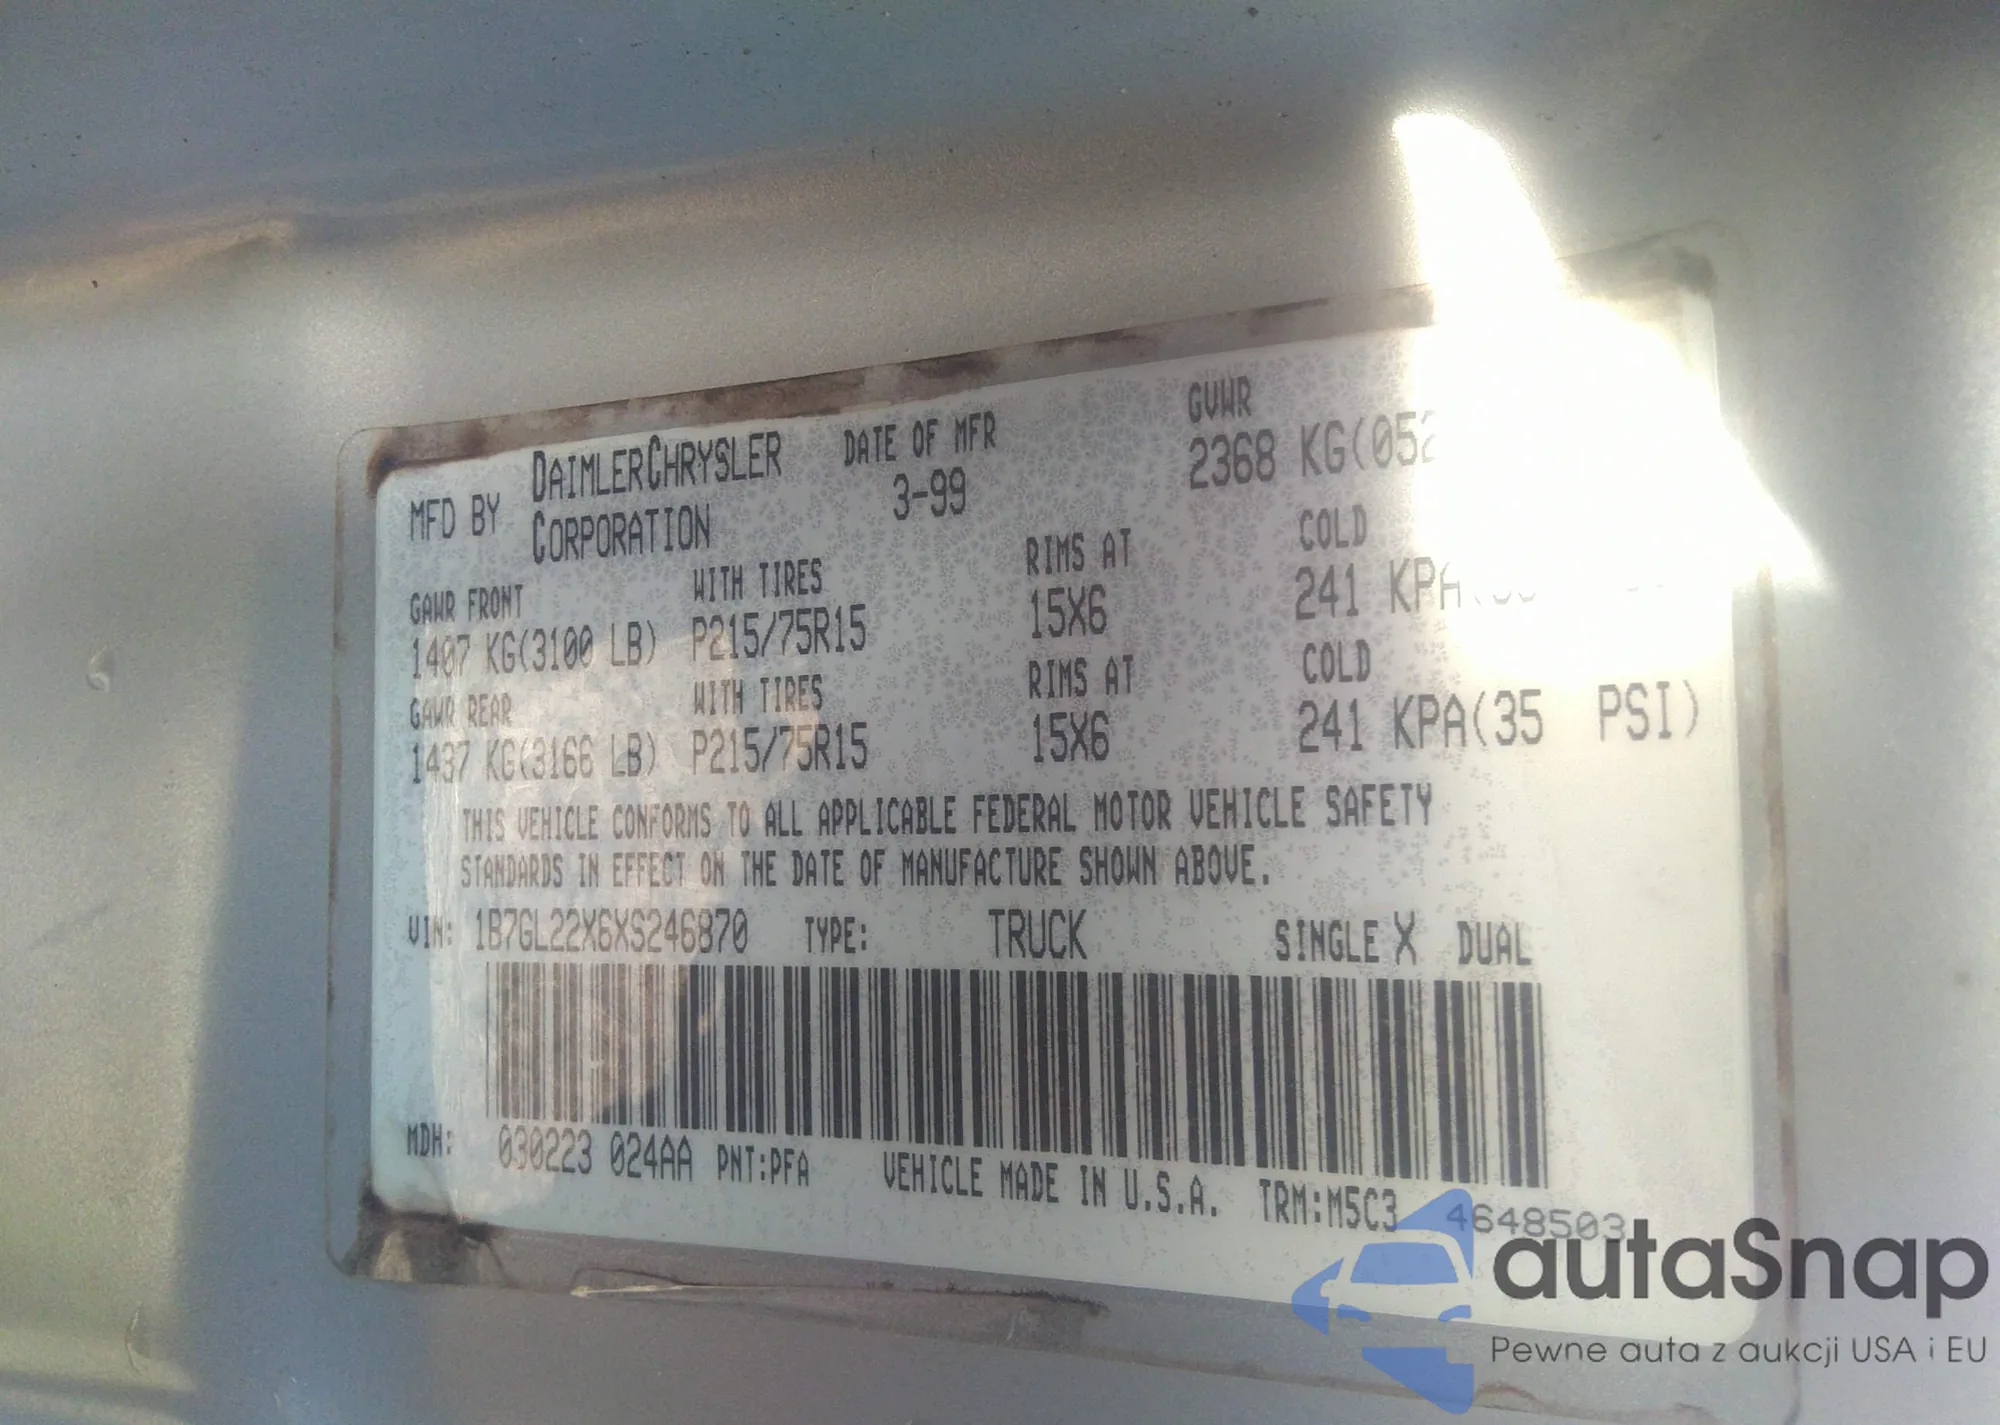 MFD BY DAIMLERCHRYSLER CORPORATION DATE OF MFR 3-99 GVWR 2368 KG(052
GAWR FRONT WITH TIRES RIMS AT COLD
1407 KG(3100 LB) P215/75R15 15X6 241 KPA
GAWR REAR WITH TIRES RIMS AT COLD
1437 KG(3166 LB) P215/75R15 15X6 241 KPA(35 PSI)
THIS VEHICLE CONFORMS TO ALL APPLICABLE FEDERAL MOTOR VEHICLE SAFETY
STANDARDS IN EFFECT ON THE DATE OF MANUFACTURE SHOWN ABOVE.
VIN: 1B7GL22X6XS246870 TYPE: TRUCK SINGLE X DUAL
MDH: 030223 024AA PNT:PFA VEHICLE MADE IN U.S.A. TRM:M5C3 4648503
autaSnap
Pewne auta z aukcji USA i EU